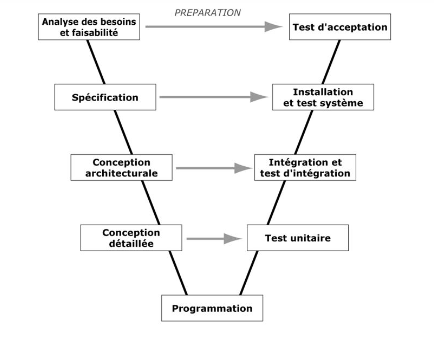 PREPARATION
Analyse des besoins
et faisabilité
Test d'acceptation
Spécification
Installation
et test système
Conception
architecturale
Intégration et
test d'intégration
Conception
détaillée
Test unitaire
Programmation